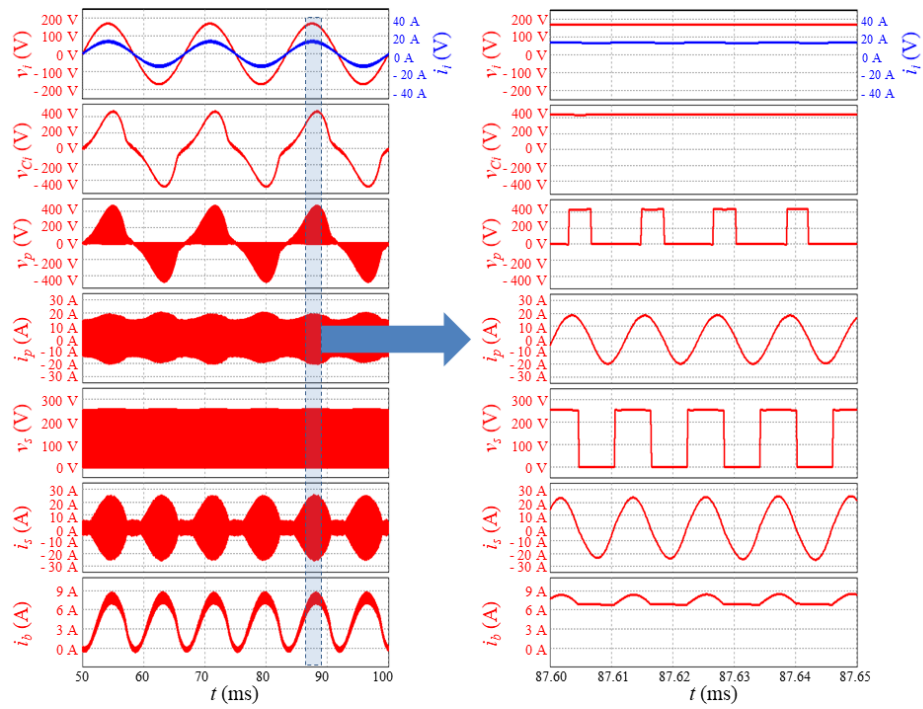 200 V
100 V
0 V
- 100 V
- 200 V
v_i (V)
40 A
20 A
0 A
- 20 A
- 40 A
i_i (V)
400 V
200 V
0 V
- 200 V
- 400 V
v_Ci (V)
400 V
200 V
0 V
- 200 V
- 400 V
v_p (V)
30 A
20 A
10 A
0 A
- 10 A
- 20 A
- 30 A
i_p (A)
300 V
200 V
100 V
0 V
v_s (V)
30 A
20 A
10 A
0 A
- 10 A
- 20 A
- 30 A
i_s (A)
9 A
6 A
3 A
0 A
i_b (A)
50 60 70 80 90 100
t (ms)
200 V
100 V
0 V
- 100 V
- 200 V
v_i (V)
40 A
20 A
0 A
- 20 A
- 40 A
i_i (V)
400 V
200 V
0 V
- 200 V
- 400 V
v_Ci (V)
400 V
200 V
0 V
- 200 V
- 400 V
v_p (V)
30 A
20 A
10 A
0 A
- 10 A
- 20 A
- 30 A
i_p (A)
300 V
200 V
100 V
0 V
v_s (V)
30 A
20 A
10 A
0 A
- 10 A
- 20 A
- 30 A
i_s (A)
9 A
6 A
3 A
0 A
i_b (A)
87.60 87.61 87.62 87.63 87.64 87.65
t (ms)